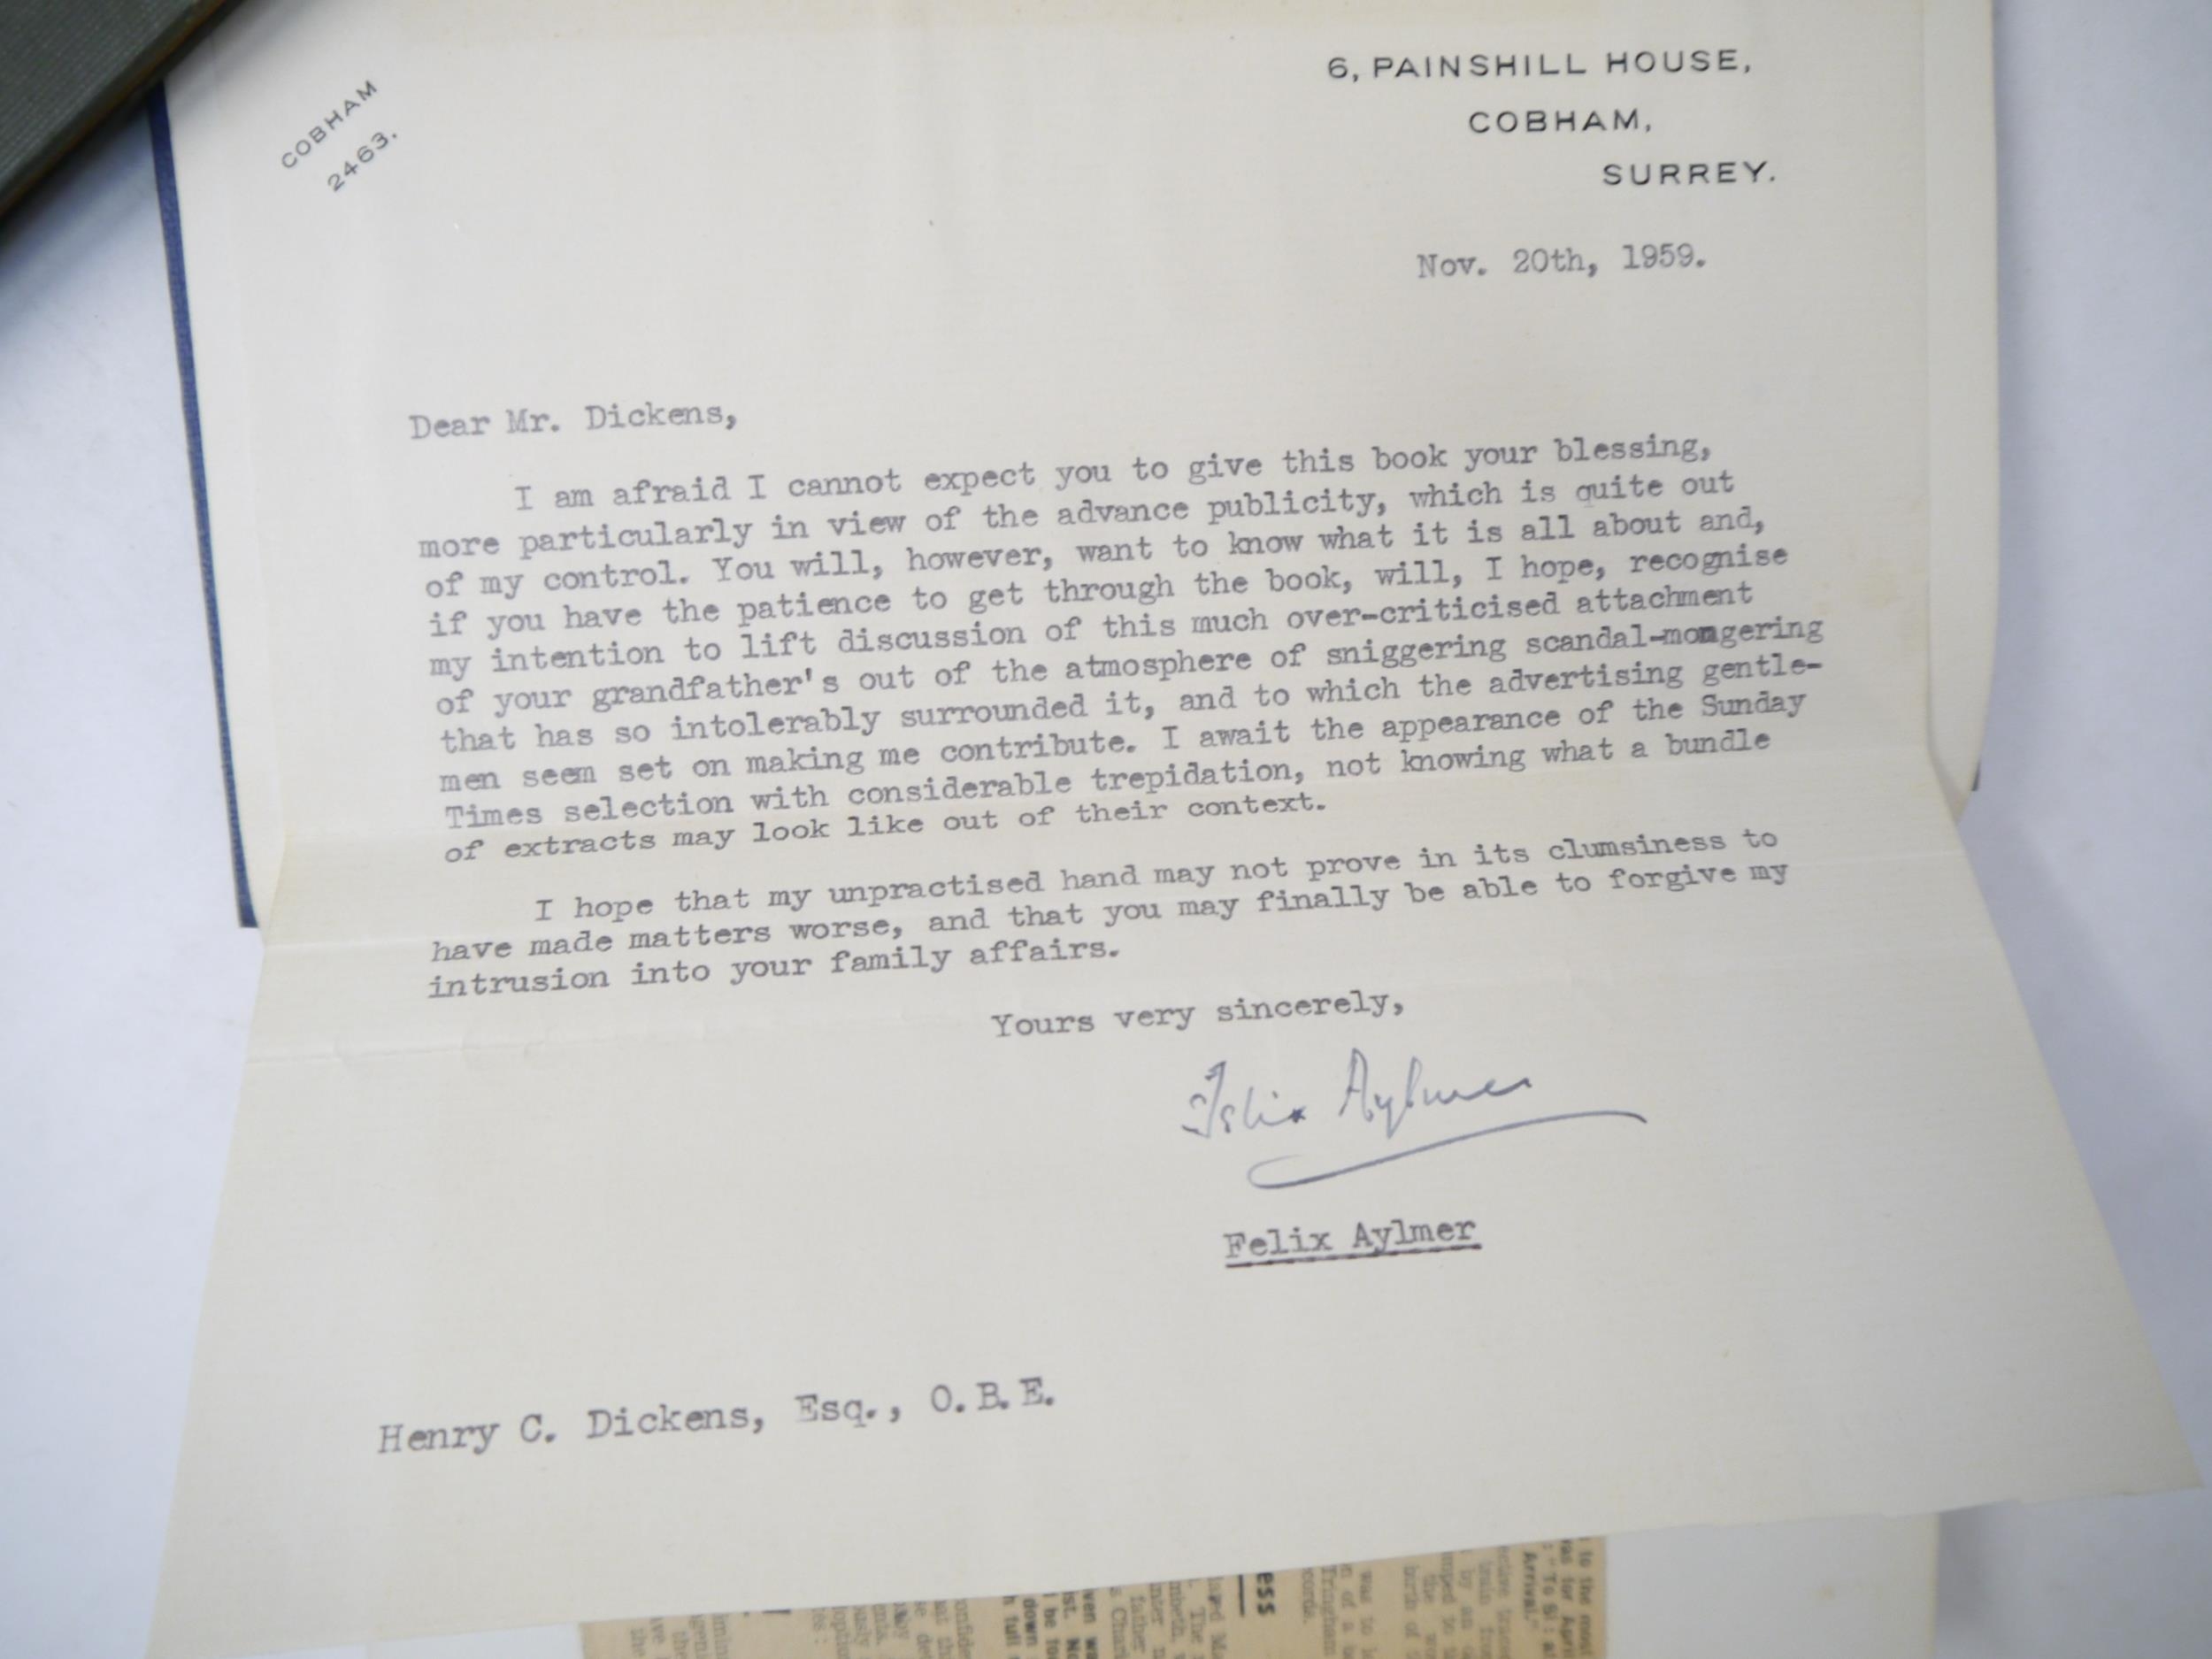 COBHAM
2463.
6, PAINSHILL HOUSE,
COBHAM,
SURREY.
Nov. 20th, 1959.
Dear Mr. Dickens,
I am afraid I cannot expect you to give this book your blessing,
more particularly in view of the advance publicity, which is quite out
of my control. You will, however, want to know what it is all about and,
if you have the patience to get through the book, will, I hope, recognise
my intention to lift discussion of this much over-criticised attachment
of your grandfather's out of the atmosphere of sniggering scandal-mongering
that has so intolerably surrounded it, and to which the advertising gentle-
men seem set on making me contribute. I await the appearance of the Sunday
Times selection with considerable trepidation, not knowing what a bundle
of extracts may look like out of their context.
I hope that my unpractised hand may not prove in its clumsiness to
have made matters worse, and that you may finally be able to forgive my
intrusion into your family affairs.
Yours very sincerely,
Felix Aylmer
Felix Aylmer
Henry C. Dickens, Esq., O.B.E.